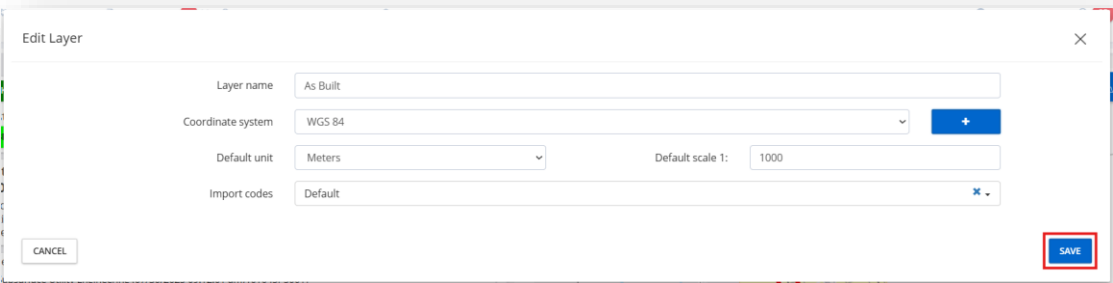 Edit Layer
Layer name As Built
Coordinate system WGS 84 +
Default unit Meters Default scale 1: 1000
Import codes Default
CANCEL SAVE